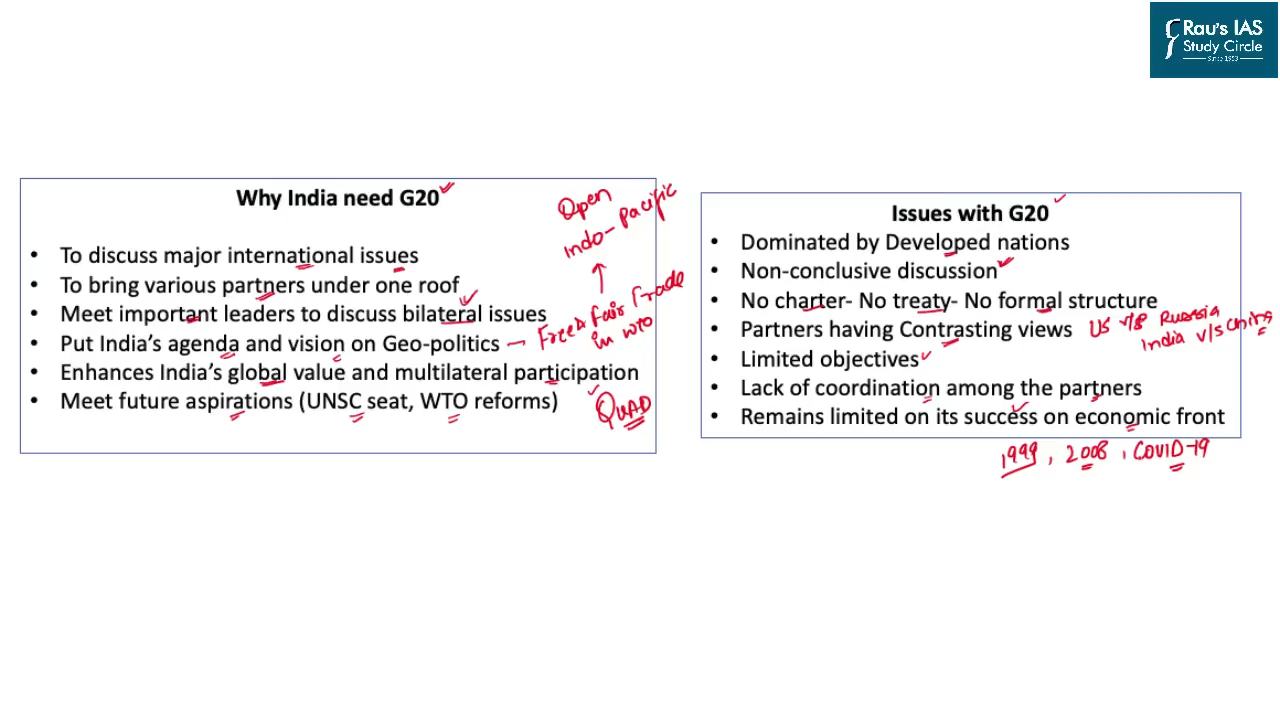 Rau's IAS
Study Circle
Since 1953
Why India need G20
• To discuss major international issues
• To bring various partners under one roof
• Meet important leaders to discuss bilateral issues
• Put India's agenda and vision on Geo-politics
• Enhances India's global value and multilateral participation
• Meet future aspirations (UNSC seat, WTO reforms)
Open
Indo-Pacific
Free & Fair Trade
in WTO
QUAD
Issues with G20
• Dominated by Developed nations
• Non-conclusive discussion
• No charter- No treaty- No formal structure
• Partners having Contrasting views
US v/s Russia
India v/s China
• Limited objectives
• Lack of coordination among the partners
• Remains limited on its success on economic front
1999, 2008, COVID-19